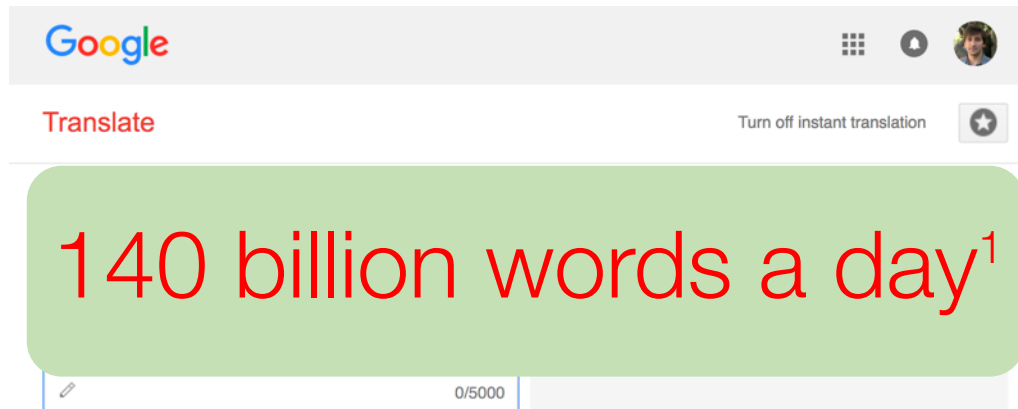 Google
Translate
Turn off instant translation
140 billion words a day¹
0/5000